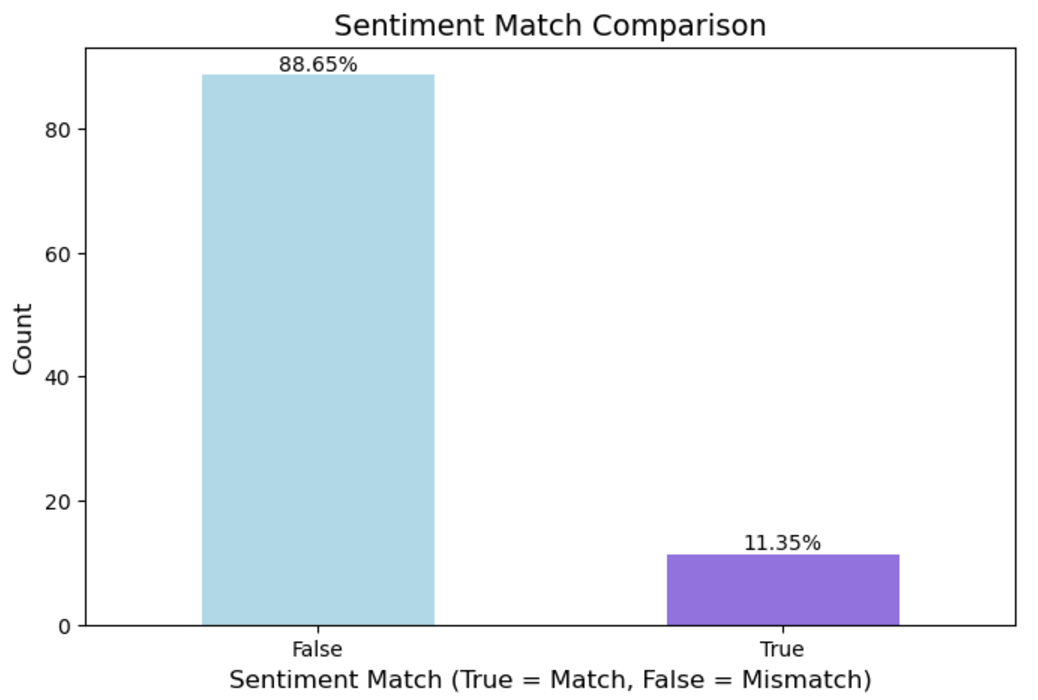 Sentiment Match Comparison
88.65%
80
60
40
20
0
Count
11.35%
False
True
Sentiment Match (True = Match, False = Mismatch)